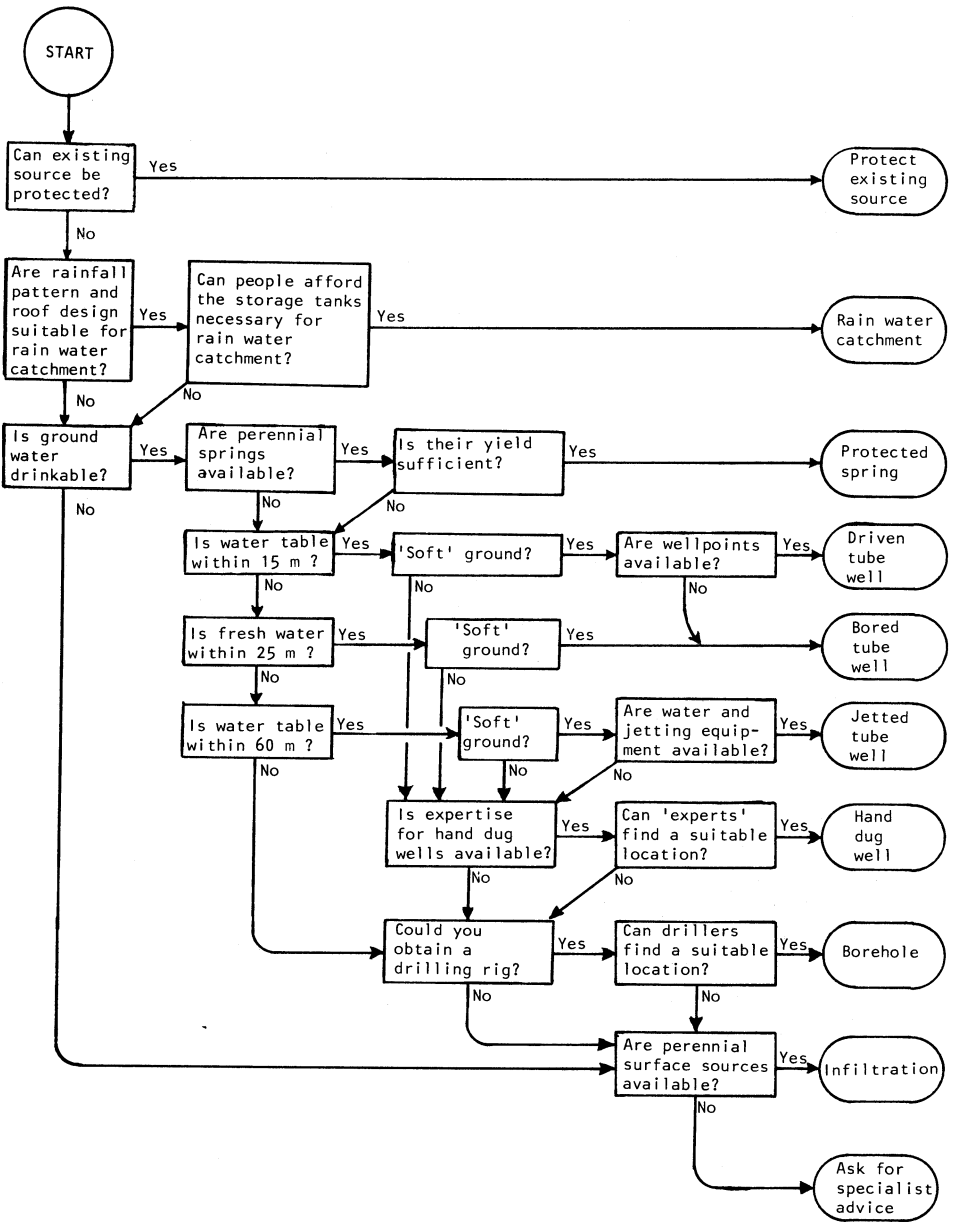 START
Can existing
source be
protected?
Yes
Protect
existing
source
No
Are rainfall
pattern and
roof design
suitable for
rain water
catchment?
Yes
Can people afford
the storage tanks
necessary for
rain water
catchment?
Yes
Rain water
catchment
No
No
Is ground
water
drinkable?
Yes
Are perennial
springs
available?
Yes
Is their yield
sufficient?
Yes
Protected
spring
No
No
No
Is water table
within 15 m ?
Yes
'Soft' ground?
Yes
Are wellpoints
available?
Yes
Driven
tube
well
No
No
No
Is fresh water
within 25 m ?
Yes
'Soft'
ground?
Yes
Bored
tube
well
No
No
Is water table
within 60 m ?
Yes
'Soft'
ground?
Yes
Are water and
jetting equip-
ment available?
Yes
Jetted
tube
well
No
No
No
Is expertise
for hand dug
wells available?
Yes
Can 'experts'
find a suitable
location?
Yes
Hand
dug
well
No
No
Could you
obtain a
drilling rig?
Yes
Can drillers
find a suitable
location?
Yes
Borehole
No
No
Are perennial
surface sources
available?
Yes
Infiltration
No
Ask for
specialist
advice